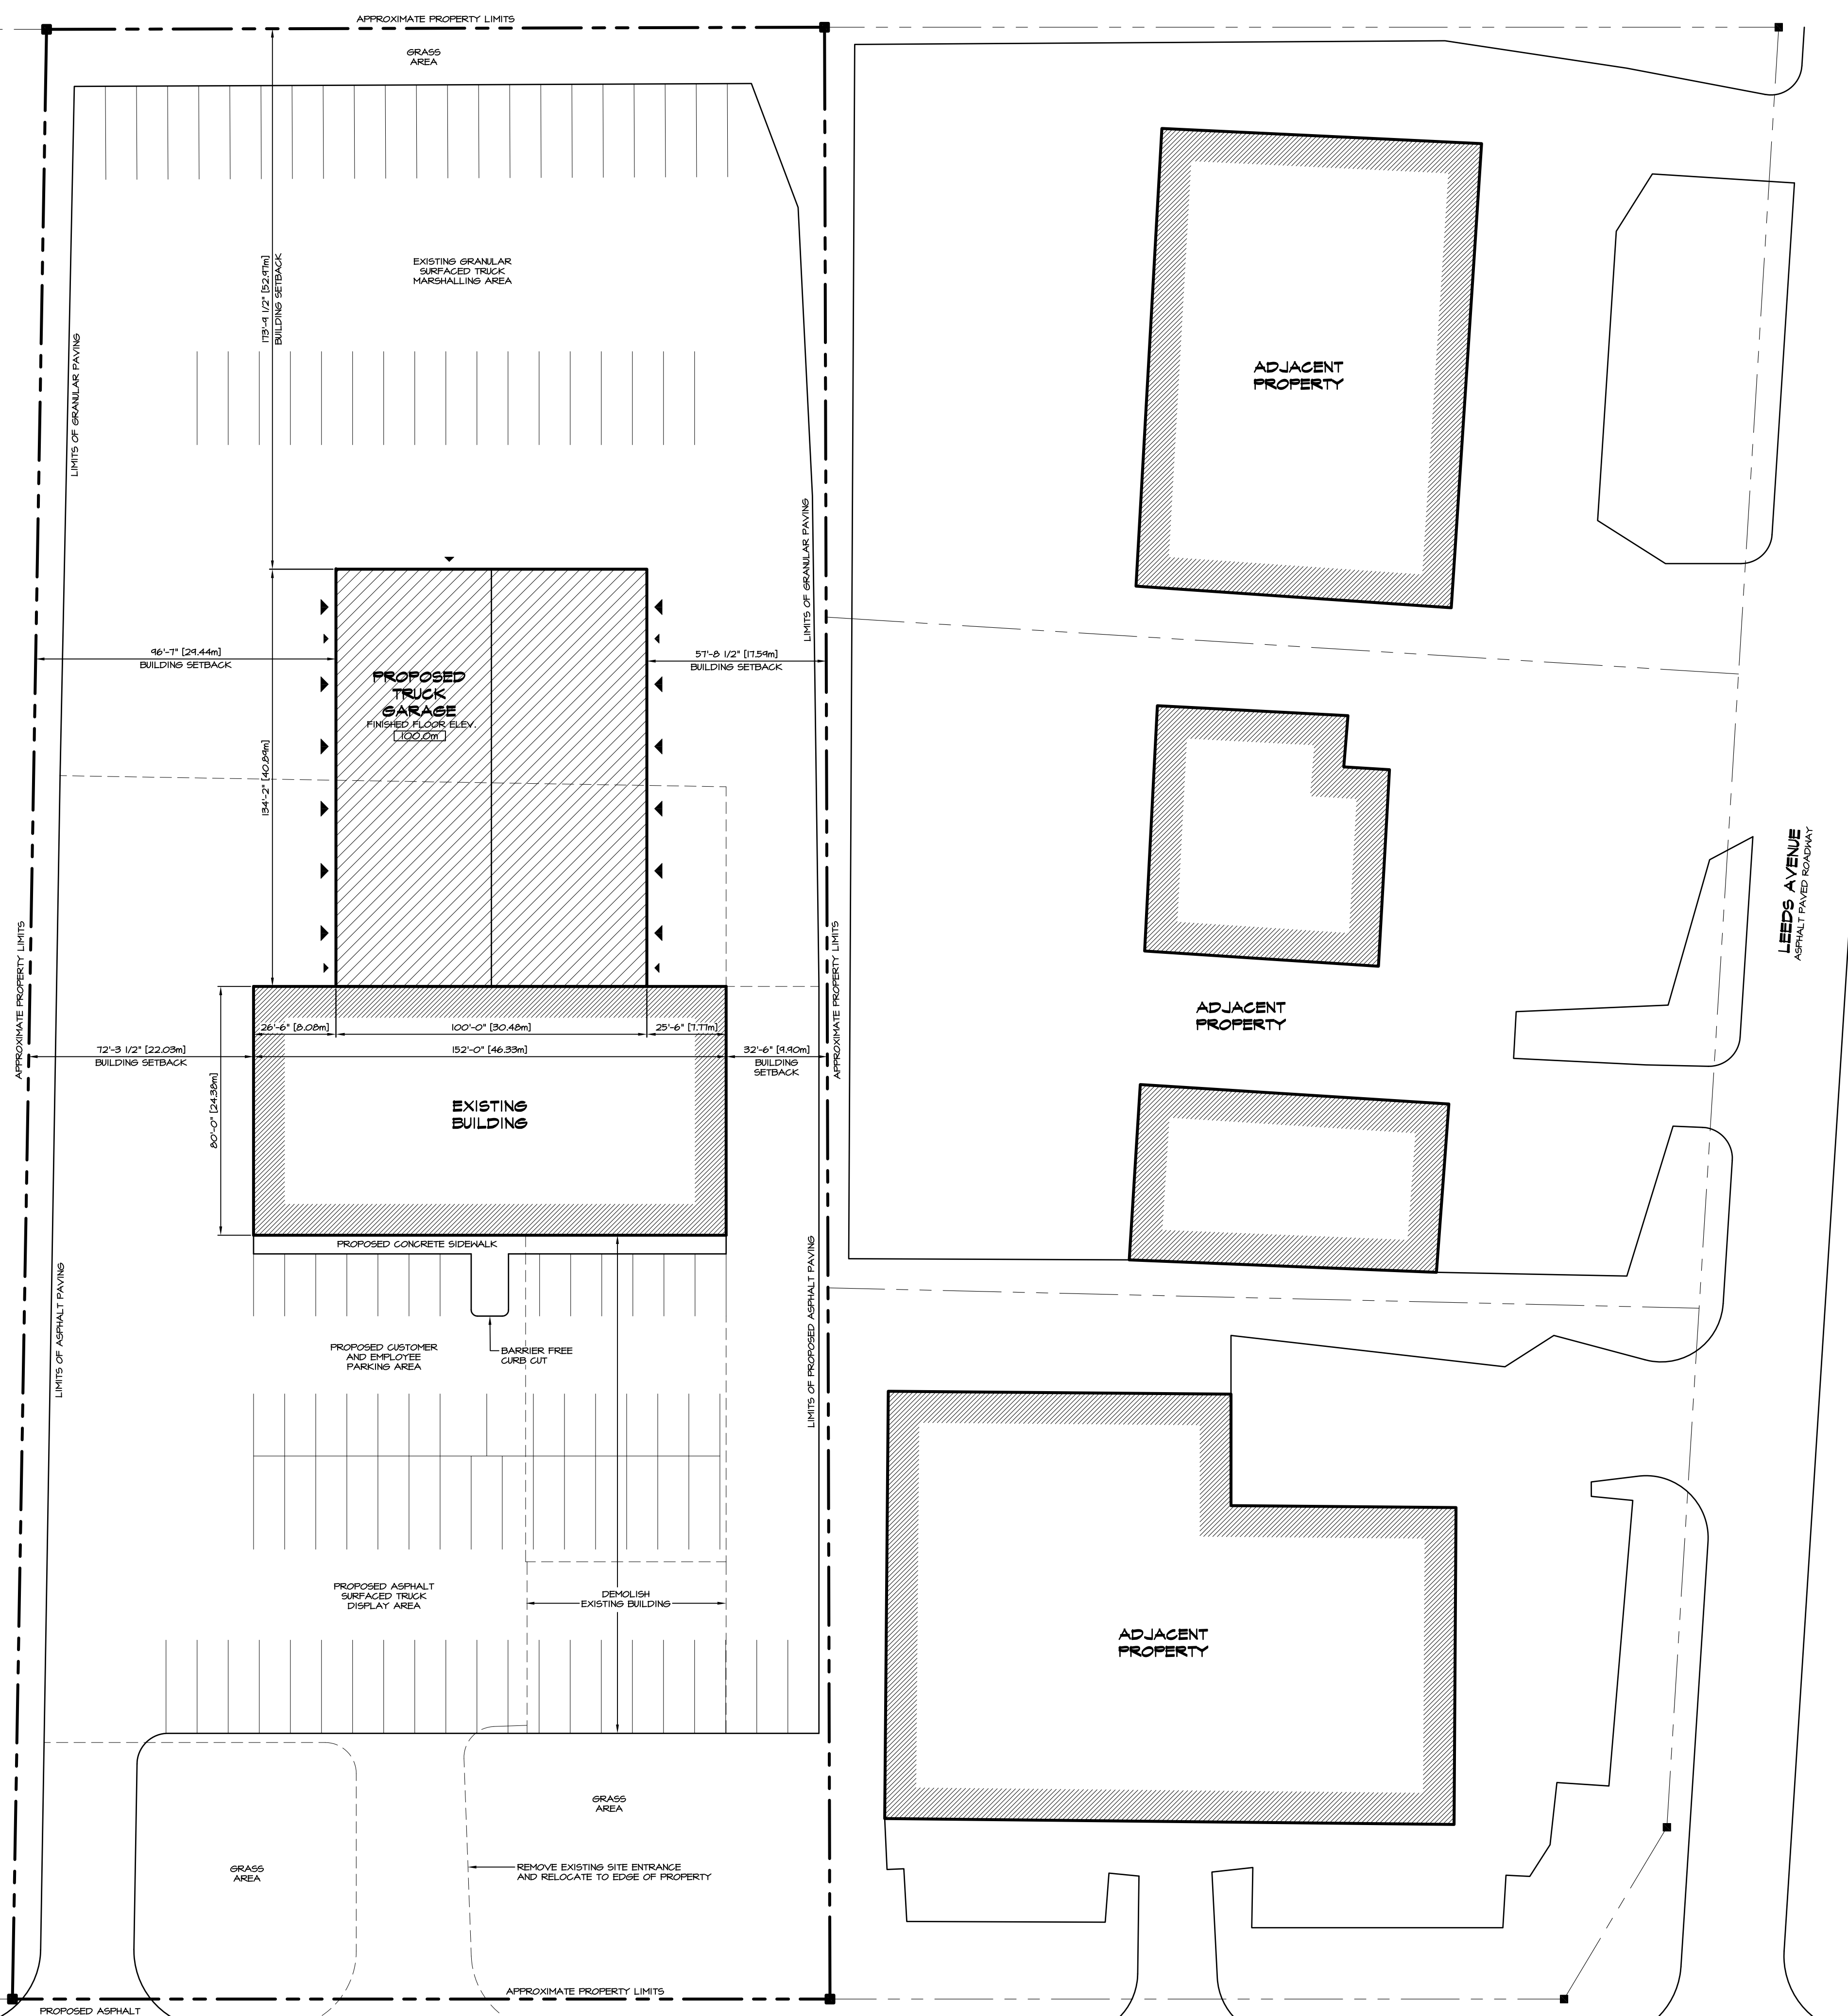 APPROXIMATE PROPERTY LIMITS
GRASS
AREA
EXISTING GRANULAR
SURFACED TRUCK
MARSHALLING AREA
173'-9 1/2" [52.97m]
BUILDING SETBACK
LIMITS OF GRANULAR PAVING
LIMITS OF GRANULAR PAVING
ADJACENT
PROPERTY
96'-7" [29.44m]
BUILDING SETBACK
57'-8 1/2" [17.59m]
BUILDING SETBACK
PROPOSED
TRUCK
GARAGE
FINISHED FLOOR ELEV.
100.0m
134'-2" [40.89m]
LEEDS AVENUE
ASPHALT PAVED ROADWAY
APPROXIMATE PROPERTY LIMITS
APPROXIMATE PROPERTY LIMITS
ADJACENT
PROPERTY
26'-6" [8.08m]
100'-0" [30.48m]
25'-6" [7.77m]
72'-3 1/2" [22.03m]
BUILDING SETBACK
152'-0" [46.33m]
32'-6" [9.90m]
BUILDING
SETBACK
80'-0" [24.38m]
EXISTING
BUILDING
PROPOSED CONCRETE SIDEWALK
LIMITS OF ASPHALT PAVING
LIMITS OF PROPOSED ASPHALT PAVING
PROPOSED CUSTOMER
AND EMPLOYEE
PARKING AREA
BARRIER FREE
CURB CUT
PROPOSED ASPHALT
SURFACED TRUCK
DISPLAY AREA
DEMOLISH
EXISTING BUILDING
ADJACENT
PROPERTY
GRASS
AREA
GRASS
AREA
REMOVE EXISTING SITE ENTRANCE
AND RELOCATE TO EDGE OF PROPERTY
APPROXIMATE PROPERTY LIMITS
PROPOSED ASPHALT